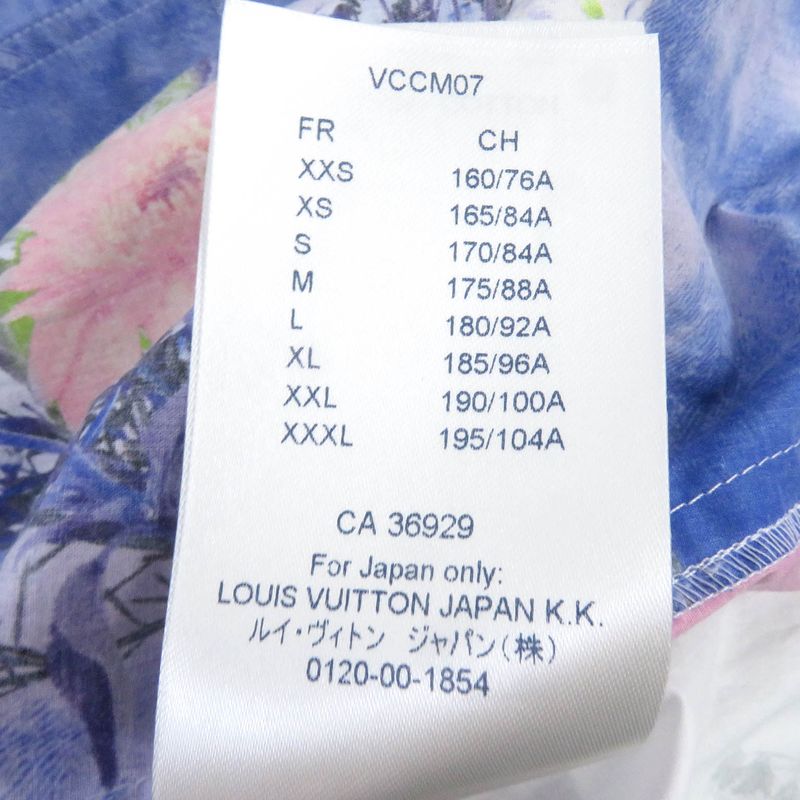 VCCM07
FR CH
XXS 160/76A
XS 165/84A
S 170/84A
M 175/88A
L 180/92A
XL 185/96A
XXL 190/100A
XXXL 195/104A
CA 36929
For Japan only:
LOUIS VUITTON JAPAN K.K.
ルイ・ヴィトン ジャパン(株)
0120-00-1854